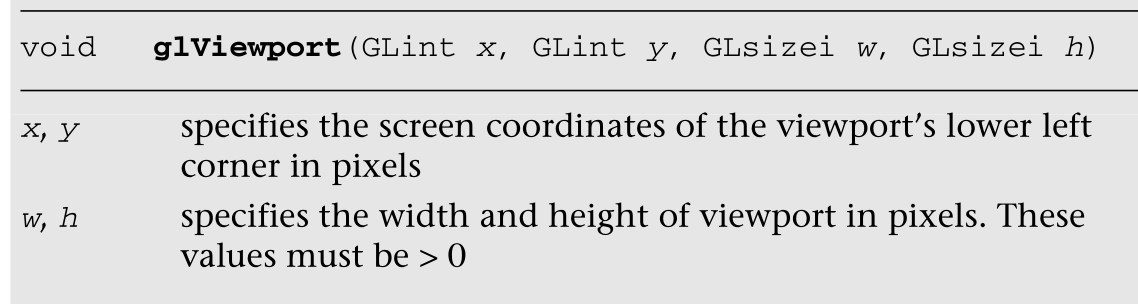 void glViewport(GLint x, GLint y, GLsizei w, GLsizei h)
x, y specifies the screen coordinates of the viewport’s lower left
corner in pixels
w, h specifies the width and height of viewport in pixels. These
values must be > 0